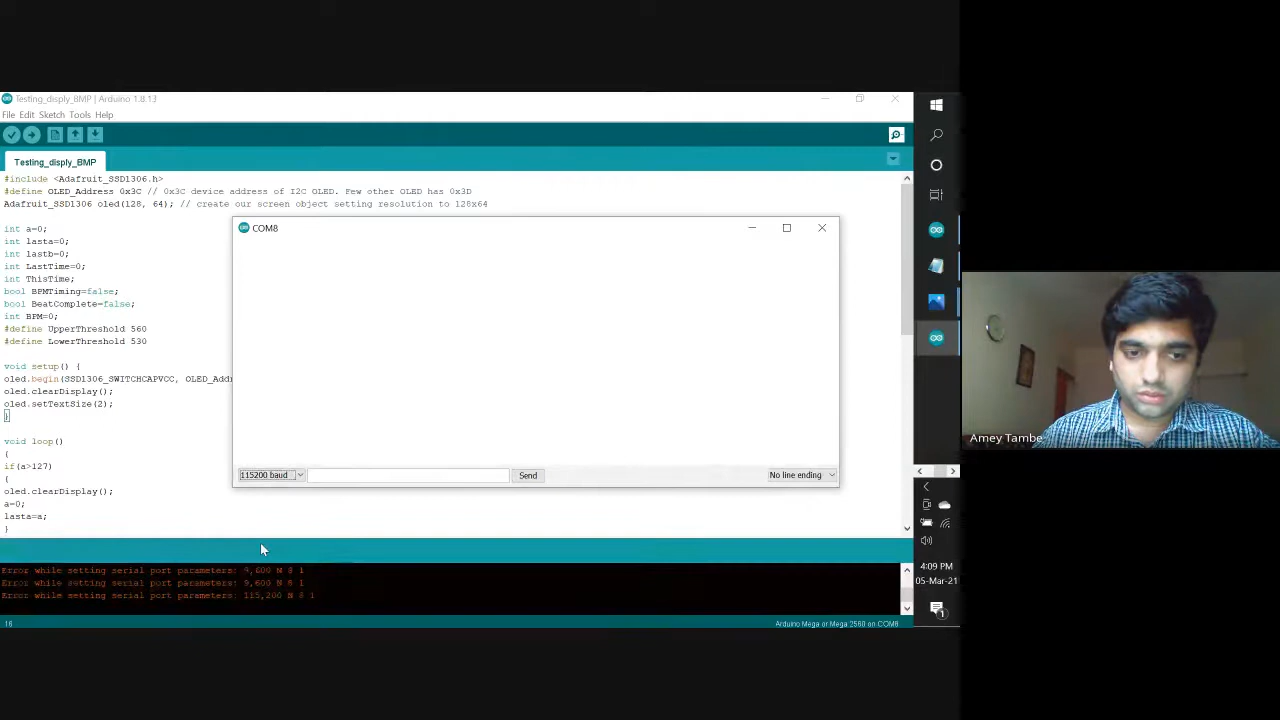 Testing_disply_BMP | Arduino 1.8.13
File Edit Sketch Tools Help
Testing_disply_BMP
#include <Adafruit_SSD1306.h>
#define OLED_Address 0x3C // 0x3C device address of I2C OLED. Few other OLED has 0x3D
Adafruit_SSD1306 oled(128, 64); // create our screen object setting resolution to 128x64
int a=0;
int lasta=0;
int lastb=0;
int LastTime=0;
int ThisTime;
bool BPMTiming=false;
bool BeatComplete=false;
int BPM=0;
#define UpperThreshold 560
#define LowerThreshold 530
void setup() {
oled.begin(SSD1306_SWITCHCAPVCC, OLED_Addr
oled.clearDisplay();
oled.setTextSize(2);
}
void loop()
{
if(a>127)
{
oled.clearDisplay();
a=0;
lasta=a;
}
COM8
115200 baud
Send
No line ending
Error while setting serial port parameters: 9,600 N 8 1
Error while setting serial port parameters: 9,600 N 8 1
Error while setting serial port parameters: 115,200 N 8 1
16
Arduino Mega or Mega 2560 on COM8
4:09 PM
05-Mar-21
1
Amey Tambe